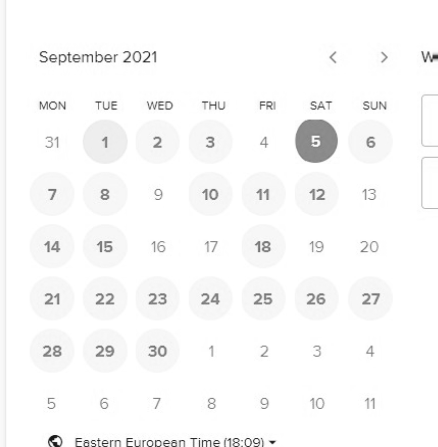 September 2021
MON TUE WED THU FRI SAT SUN
31 1 2 3 4 5 6
7 8 9 10 11 12 13
14 15 16 17 18 19 20
21 22 23 24 25 26 27
28 29 30 1 2 3 4
5 6 7 8 9 10 11
Eastern European Time (18:09)